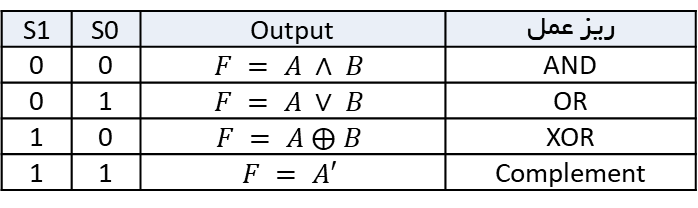 S1 S0 Output ریز عمل
0 0 F = A ∧ B AND
0 1 F = A ∨ B OR
1 0 F = A ⊕ B XOR
1 1 F = A′ Complement